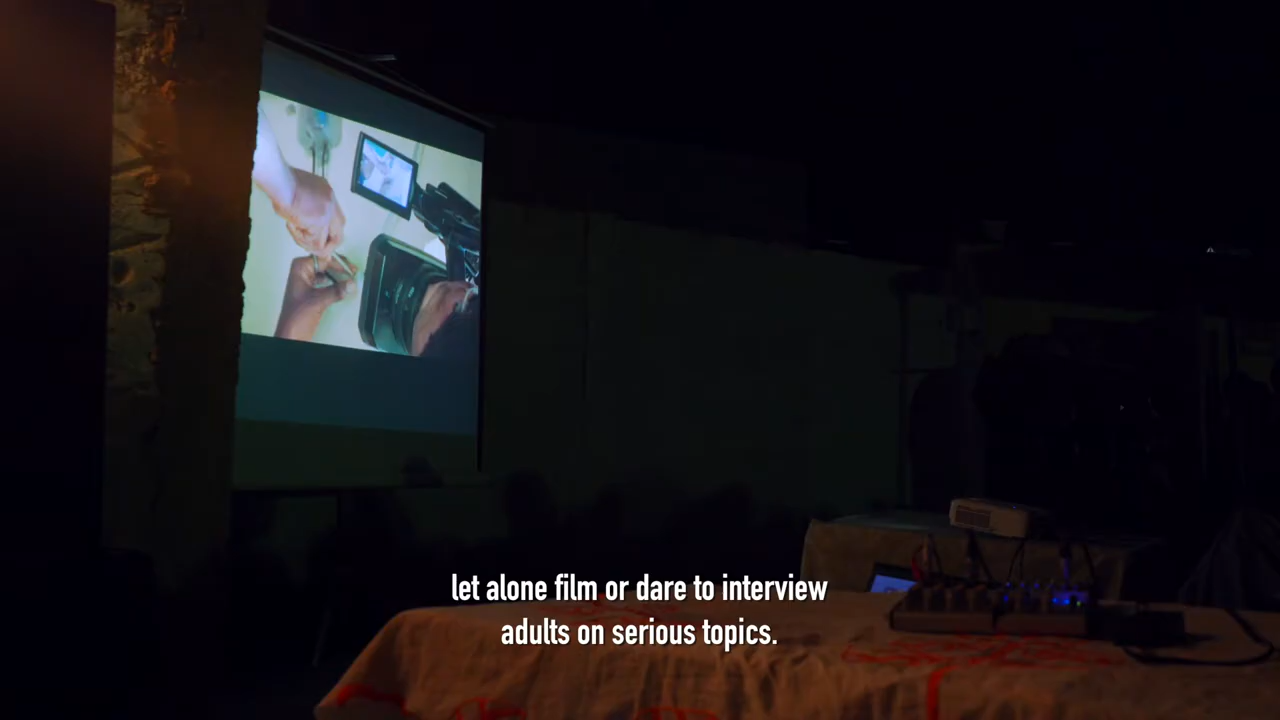 let alone film or dare to interview
adults on serious topics.